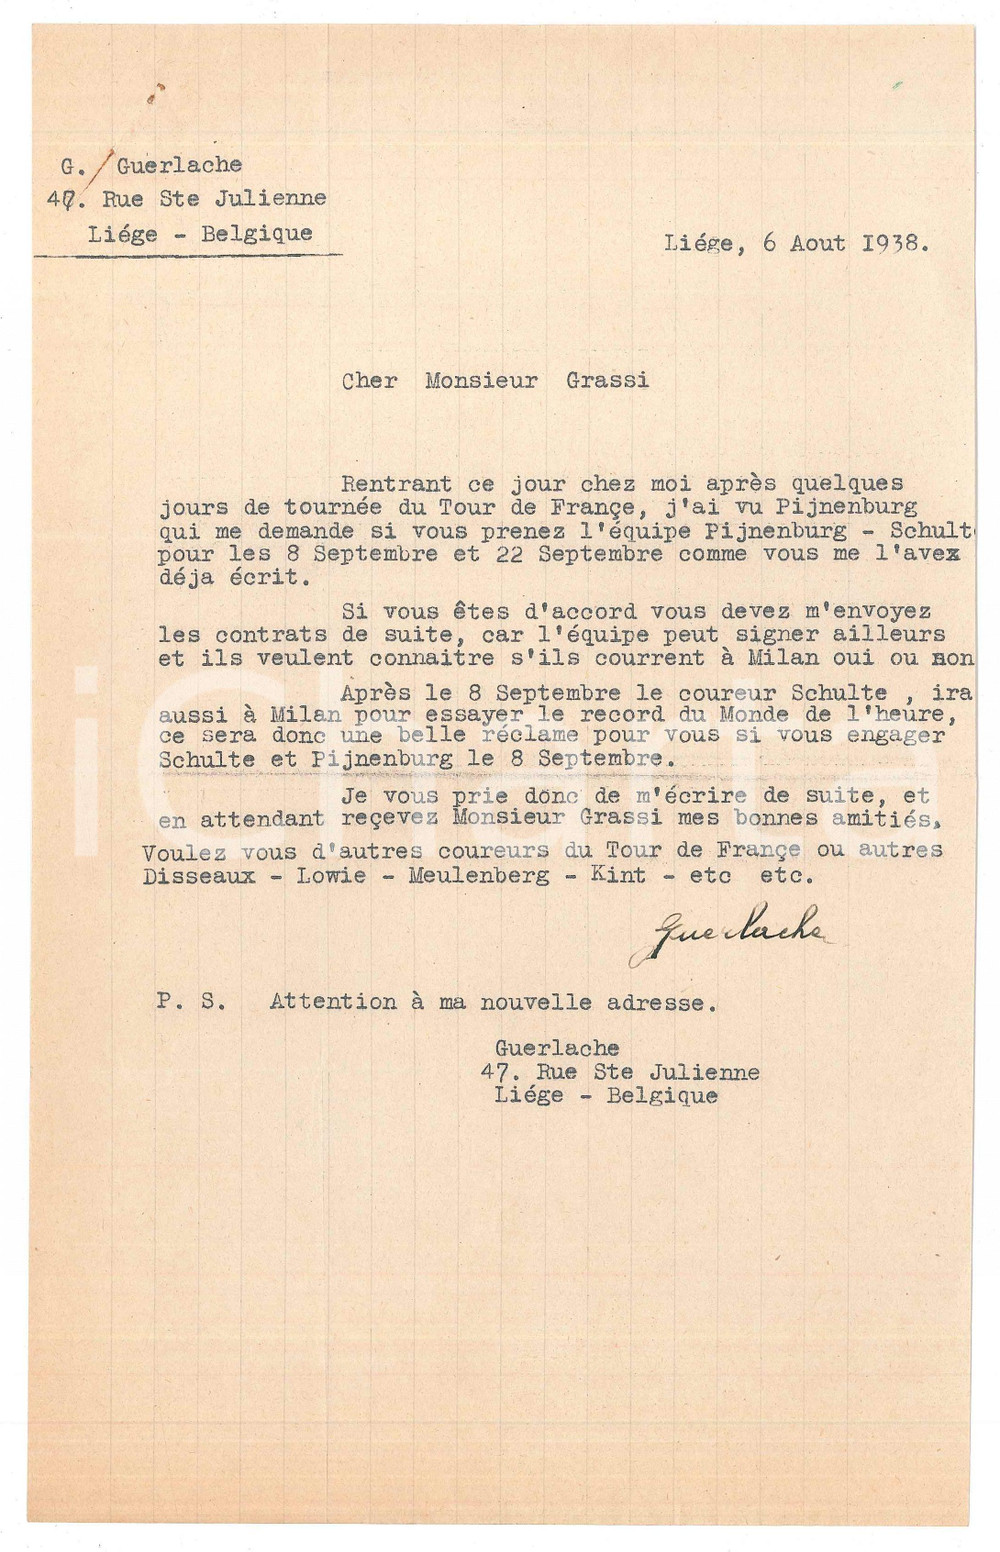 G. Guerlache
47. Rue Ste Julienne
Liége - Belgique
Liége, 6 Aout I938.
Cher Monsieur Grassi
Rentrant ce jour chez moi après quelques
jours de tournée du Tour de Françe, j'ai vu Pijnenburg
qui me demande si vous prenez l'équipe Pijnenburg - Schult
pour les 8 Septembre et 22 Septembre comme vous me l'avex
déja écrit.
Si vous êtes d'accord vous devez m'envoyez
les contrats de suite, car l'équipe peut signer ailleurs
et ils veulent connaitre s'ils courrent à Milan oui ou non
Après le 8 Septembre le coureur Schulte , ira
aussi à Milan pour essayer le record du Monde de l'heure,
ce sera donc une belle réclame pour vous si vous engager
Schulte et Pijnenburg le 8 Septembre.
Je vous prie donc de m'écrire de suite, et
en attendant reçevez Monsieur Grassi mes bonnes amitiés,
Voulez vous d'autres coureurs du Tour de Françe ou autres
Disseaux - Lowie - Meulenberg - Kint - etc etc.
Guerlache
P. S. Attention à ma nouvelle adresse.
Guerlache
47. Rue Ste Julienne
Liége - Belgique